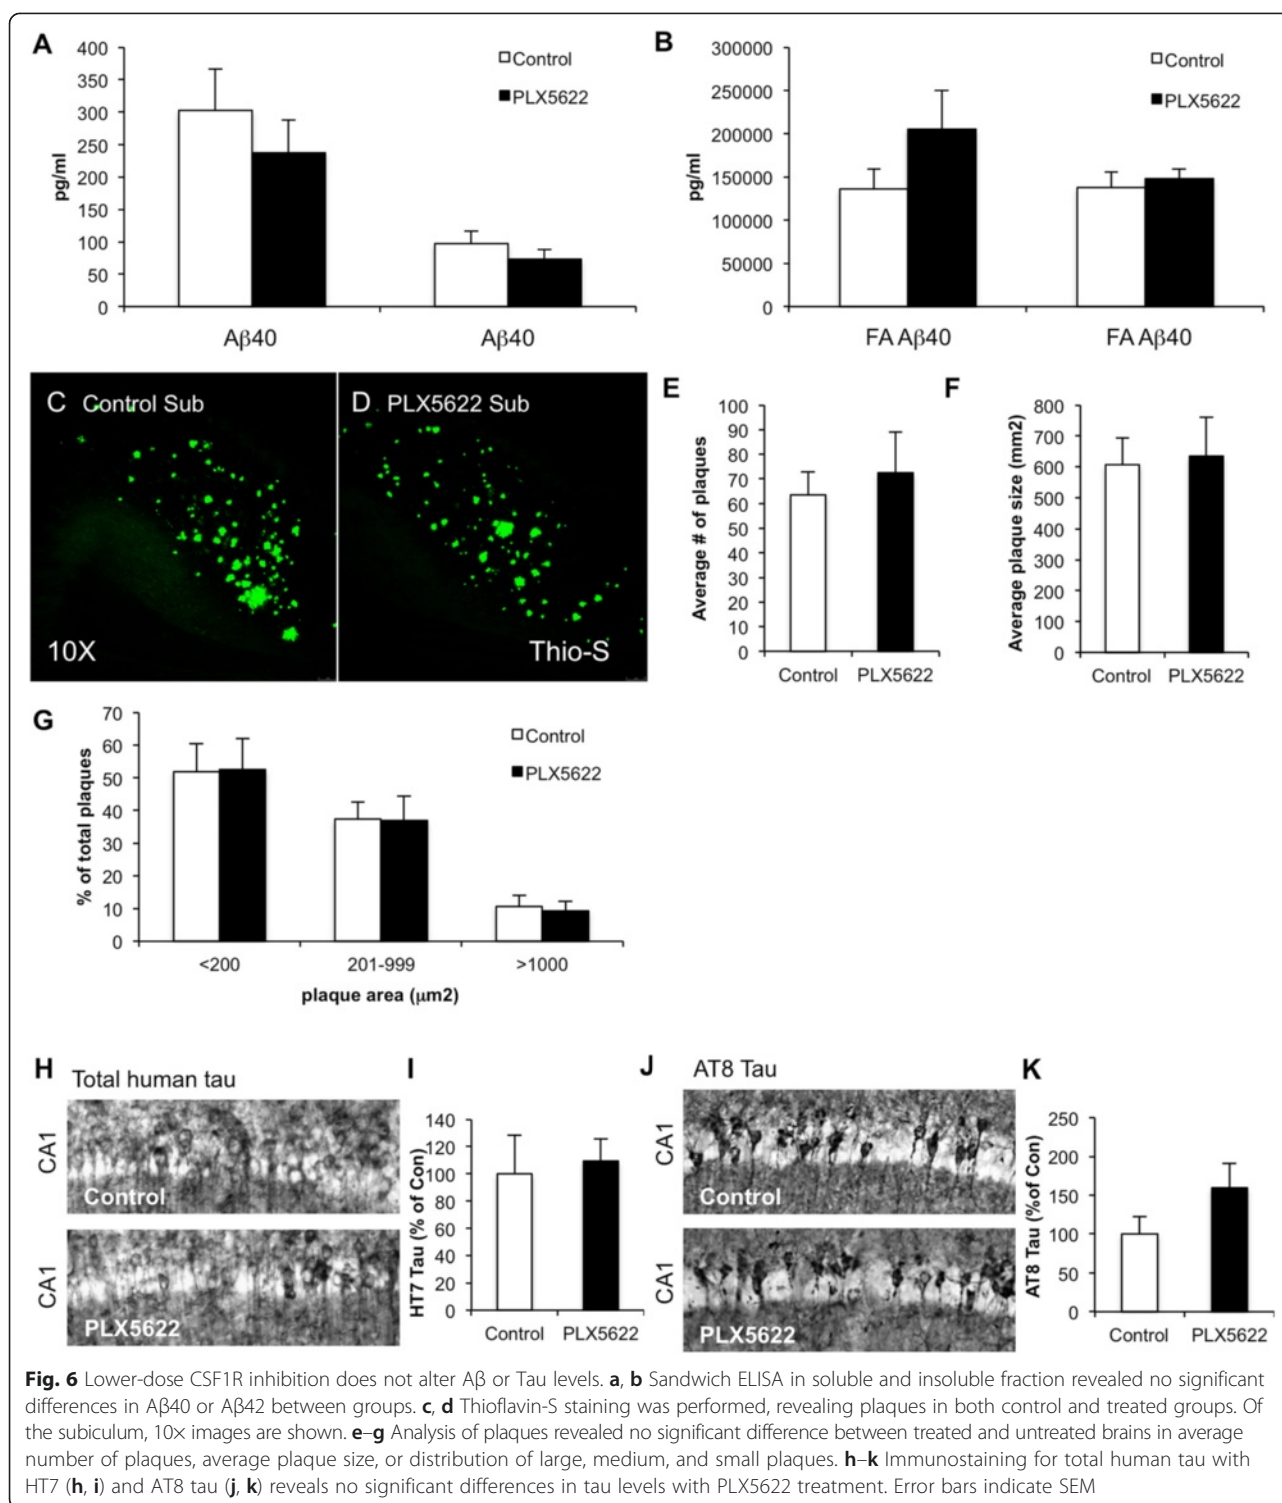 A
400
350
300
250
200
150
100
50
0
pg/ml
Control
PLX5622
Aβ40
Aβ40
B
300000
250000
200000
150000
100000
50000
0
pg/ml
Control
PLX5622
FA Aβ40
FA Aβ40
C Control Sub
10X
D PLX5622 Sub
Thio-S
E
100
90
80
70
60
50
40
30
20
10
0
Average # of plaques
Control PLX5622
F
800
700
600
500
400
300
200
100
0
Average plaque size (mm2)
Control PLX5622
G
70
60
50
40
30
20
10
0
% of total plaques
Control
PLX5622
<200
201-999
>1000
plaque area (μm2)
H Total human tau
CA1
Control
CA1
PLX5622
I
140
120
100
80
60
40
20
0
HT7 Tau (% of Con)
Control PLX5622
J AT8 Tau
CA1
Control
CA1
PLX5622
K
250
200
150
100
50
0
AT8 Tau (%of Con)
Control PLX5622
Fig. 6 Lower-dose CSF1R inhibition does not alter Aβ or Tau levels. a, b Sandwich ELISA in soluble and insoluble fraction revealed no significant
differences in Aβ40 or Aβ42 between groups. c, d Thioflavin-S staining was performed, revealing plaques in both control and treated groups. Of
the subiculum, 10× images are shown. e–g Analysis of plaques revealed no significant difference between treated and untreated brains in average
number of plaques, average plaque size, or distribution of large, medium, and small plaques. h–k Immunostaining for total human tau with
HT7 (h, i) and AT8 tau (j, k) reveals no significant differences in tau levels with PLX5622 treatment. Error bars indicate SEM